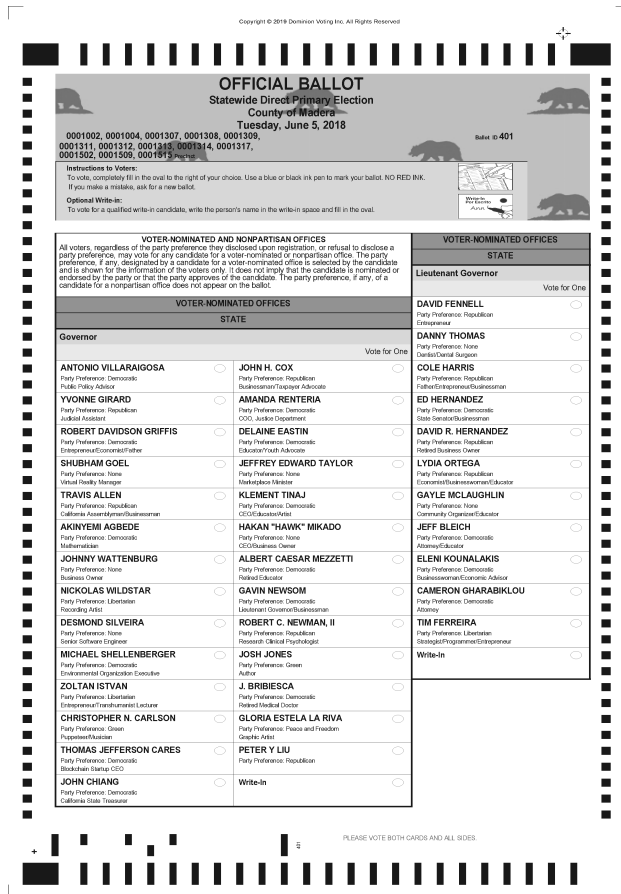 Copyright © 2019 Dominion Voting Inc. All Rights Reserved
OFFICIAL BALLOT
Statewide Direct Primary Election
County of Madera
Tuesday, June 5, 2018
0001002, 0001004, 0001307, 0001308, 0001309,
0001311, 0001312, 0001313, 0001314, 0001317,
0001502, 0001509, 0001515 Precinct
Ballot ID 401
Instructions to Voters:
To vote, completely fill in the oval to the right of your choice. Use a blue or black ink pen to mark your ballot. NO RED INK.
If you make a mistake, ask for a new ballot.
Optional Write-in:
To vote for a qualified write-in candidate, write the person's name in the write-in space and fill in the oval.
Write-In
Por Escrito
VOTER-NOMINATED AND NONPARTISAN OFFICES
All voters, regardless of the party preference they disclosed upon registration, or refusal to disclose a
party preference, may vote for any candidate for a voter-nominated or nonpartisan office. The party
preference, if any, designated by a candidate for a voter-nominated office is selected by the candidate
and is shown for the information of the voters only. It does not imply that the candidate is nominated or
endorsed by the party or that the party approves of the candidate. The party preference, if any, of a
candidate for a nonpartisan office does not appear on the ballot.
VOTER-NOMINATED OFFICES
STATE
Governor
Vote for One
ANTONIO VILLARAIGOSA
Party Preference: Democratic
Public Policy Advisor
YVONNE GIRARD
Party Preference: Republican
Judicial Assistant
ROBERT DAVIDSON GRIFFIS
Party Preference: Democratic
Entrepreneur/Economist/Father
SHUBHAM GOEL
Party Preference: None
Virtual Reality Manager
TRAVIS ALLEN
Party Preference: Republican
California Assemblyman/Businessman
AKINYEMI AGBEDE
Party Preference: Democratic
Mathematician
JOHNNY WATTENBURG
Party Preference: None
Business Owner
NICKOLAS WILDSTAR
Party Preference: Libertarian
Recording Artist
DESMOND SILVEIRA
Party Preference: None
Senior Software Engineer
MICHAEL SHELLENBERGER
Party Preference: Democratic
Environmental Organization Executive
ZOLTAN ISTVAN
Party Preference: Libertarian
Entrepreneur/Transhumanist Lecturer
CHRISTOPHER N. CARLSON
Party Preference: Green
Puppeteer/Musician
THOMAS JEFFERSON CARES
Party Preference: Democratic
Blockchain Startup CEO
JOHN CHIANG
Party Preference: Democratic
California State Treasurer
JOHN H. COX
Party Preference: Republican
Businessman/Taxpayer Advocate
AMANDA RENTERIA
Party Preference: Democratic
COO, Justice Department
DELAINE EASTIN
Party Preference: Democratic
Educator/Youth Advocate
JEFFREY EDWARD TAYLOR
Party Preference: None
Marketplace Minister
KLEMENT TINAJ
Party Preference: Democratic
CEO/Educator/Artist
HAKAN "HAWK" MIKADO
Party Preference: None
CEO/Business Owner
ALBERT CAESAR MEZZETTI
Party Preference: Democratic
Retired Educator
GAVIN NEWSOM
Party Preference: Democratic
Lieutenant Governor/Businessman
ROBERT C. NEWMAN, II
Party Preference: Republican
Research Clinical Psychologist
JOSH JONES
Party Preference: Green
Author
J. BRIBIESCA
Party Preference: Democratic
Retired Medical Doctor
GLORIA ESTELA LA RIVA
Party Preference: Peace and Freedom
Graphic Artist
PETER Y LIU
Party Preference: Republican
Write-In
VOTER-NOMINATED OFFICES
STATE
Lieutenant Governor
Vote for One
DAVID FENNELL
Party Preference: Republican
Entrepreneur
DANNY THOMAS
Party Preference: None
Dentist/Dental Surgeon
COLE HARRIS
Party Preference: Republican
Father/Entrepreneur/Businessman
ED HERNANDEZ
Party Preference: Democratic
State Senator/Businessman
DAVID R. HERNANDEZ
Party Preference: Republican
Retired Business Owner
LYDIA ORTEGA
Party Preference: Republican
Economist/Businesswoman/Educator
GAYLE MCLAUGHLIN
Party Preference: None
Community Organizer/Educator
JEFF BLEICH
Party Preference: Democratic
Attorney/Educator
ELENI KOUNALAKIS
Party Preference: Democratic
Businesswoman/Economic Advisor
CAMERON GHARABIKLOU
Party Preference: Democratic
Attorney
TIM FERREIRA
Party Preference: Libertarian
Strategist/Programmer/Entrepreneur
Write-In
401
PLEASE VOTE BOTH CARDS AND ALL SIDES.